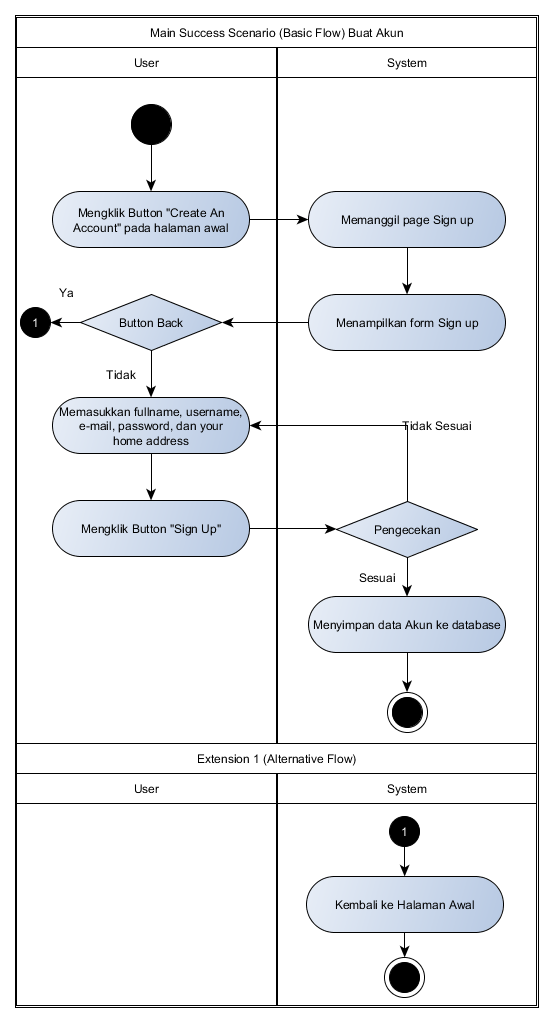 Main Success Scenario (Basic Flow) Buat Akun
User
System
Mengklik Button "Create An
Account" pada halaman awal
Memanggil page Sign up
Ya
1
Button Back
Menampilkan form Sign up
Tidak
Memasukkan fullname, username,
e-mail, password, dan your
home address
Tidak Sesuai
Mengklik Button "Sign Up"
Pengecekan
Sesuai
Menyimpan data Akun ke database
Extension 1 (Alternative Flow)
User
System
1
Kembali ke Halaman Awal